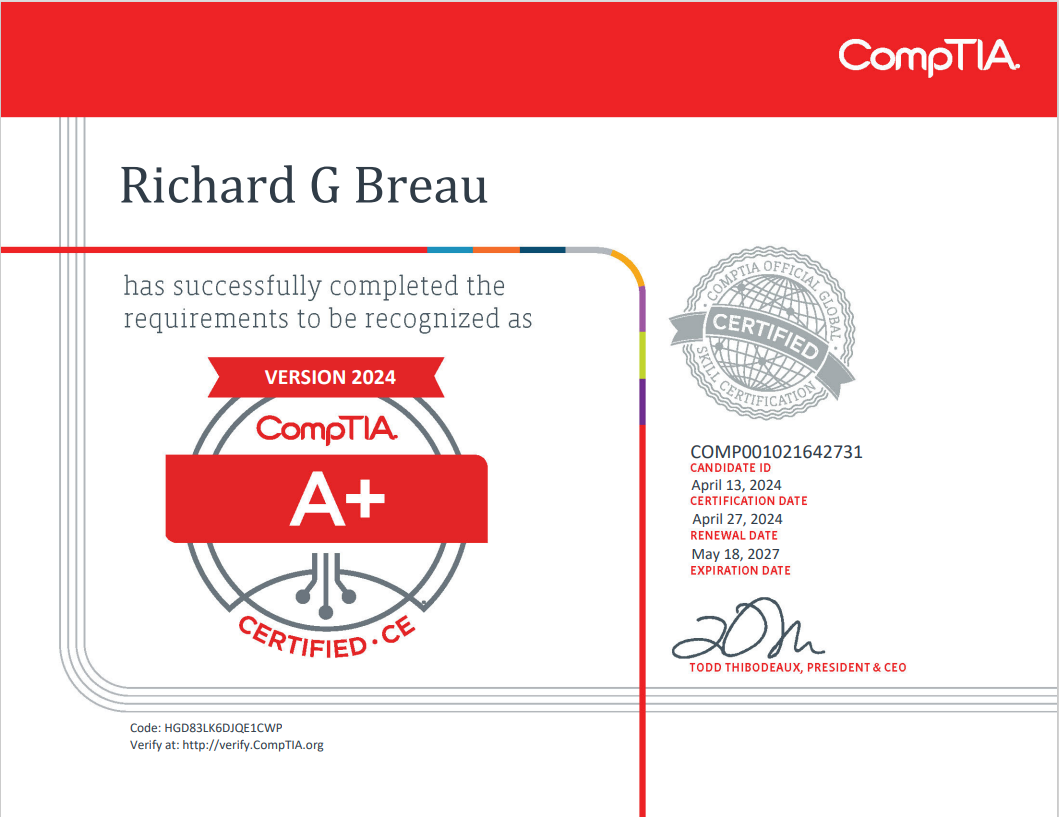 CompTIA.
Richard G Breau
has successfully completed the
requirements to be recognized as
VERSION 2024
CompTIA.
A+
CERTIFIED • CE
COMPTIA OFFICIAL GLOBAL
CERTIFIED
SKILL CERTIFICATION
COMP001021642731
CANDIDATE ID
April 13, 2024
CERTIFICATION DATE
April 27, 2024
RENEWAL DATE
May 18, 2027
EXPIRATION DATE
TODD THIBODEAUX, PRESIDENT & CEO
Code: HGD83LK6DJQE1CWP
Verify at: http://verify.CompTIA.org